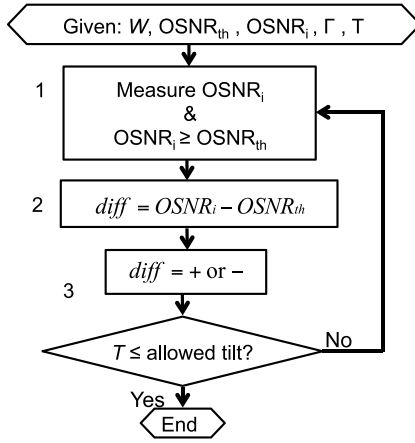 Given: W, OSNRth , OSNRi , Γ , T
1
Measure OSNRi
&
OSNRi ≥ OSNRth
2
diff = OSNRi − OSNRth
diff = + or −
3
T ≤ allowed tilt?
No
Yes
End